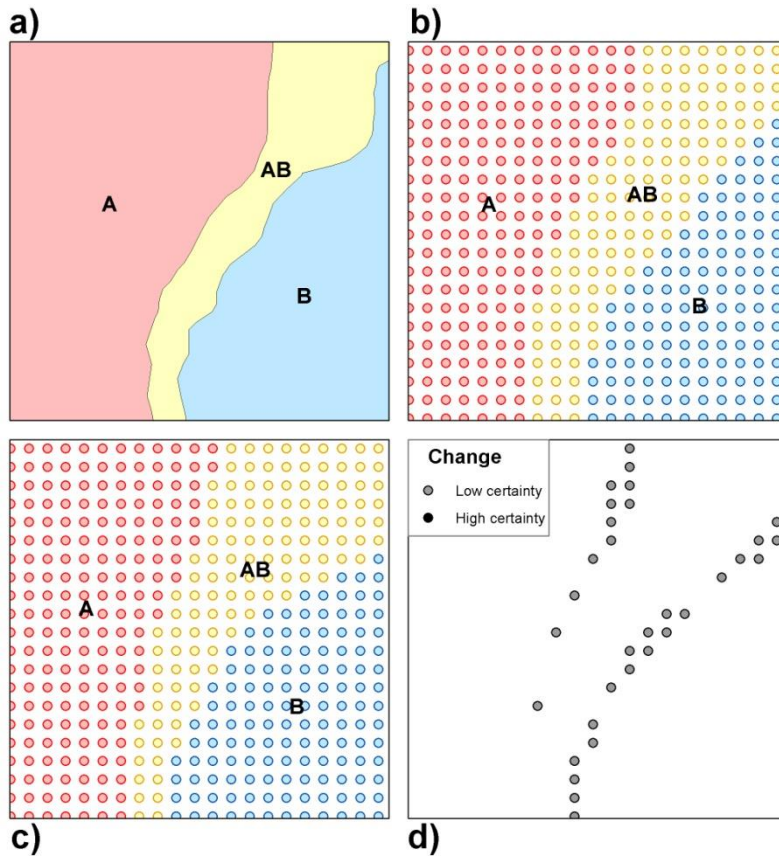 a)
A
AB
B
b)
A
AB
B
A
AB
B
c)
Change
Low certainty
High certainty
d)